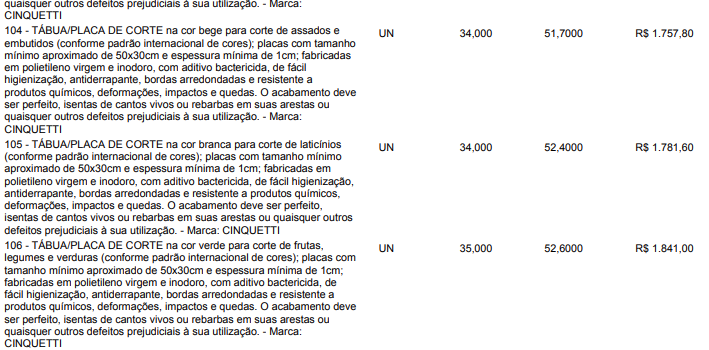 quaisquer outros defeitos prejudiciais à sua utilização. - Marca:
CINQUETTI
104 - TÁBUA/PLACA DE CORTE na cor bege para corte de assados e UN 34,000 51,7000 R$ 1.757,80
embutidos (conforme padrão internacional de cores); placas com tamanho
mínimo aproximado de 50x30cm e espessura mínima de 1cm; fabricadas
em polietileno virgem e inodoro, com aditivo bactericida, de fácil
higienização, antiderrapante, bordas arredondadas e resistente a
produtos químicos, deformações, impactos e quedas. O acabamento deve
ser perfeito, isentas de cantos vivos ou rebarbas em suas arestas ou
quaisquer outros defeitos prejudiciais à sua utilização. - Marca:
CINQUETTI
105 - TÁBUA/PLACA DE CORTE na cor branca para corte de laticínios UN 34,000 52,4000 R$ 1.781,60
(conforme padrão internacional de cores); placas com tamanho mínimo
aproximado de 50x30cm e espessura mínima de 1cm; fabricadas em
polietileno virgem e inodoro, com aditivo bactericida, de fácil higienização,
antiderrapante, bordas arredondadas e resistente a produtos químicos,
deformações, impactos e quedas. O acabamento deve ser perfeito,
isentas de cantos vivos ou rebarbas em suas arestas ou quaisquer outros
defeitos prejudiciais à sua utilização. - Marca: CINQUETTI
106 - TÁBUA/PLACA DE CORTE na cor verde para corte de frutas, UN 35,000 52,6000 R$ 1.841,00
legumes e verduras (conforme padrão internacional de cores); placas com
tamanho mínimo aproximado de 50x30cm e espessura mínima de 1cm;
fabricadas em polietileno virgem e inodoro, com aditivo bactericida, de
fácil higienização, antiderrapante, bordas arredondadas e resistente a
produtos químicos, deformações, impactos e quedas. O acabamento deve
ser perfeito, isentas de cantos vivos ou rebarbas em suas arestas ou
quaisquer outros defeitos prejudiciais à sua utilização. - Marca:
CINQUETTI